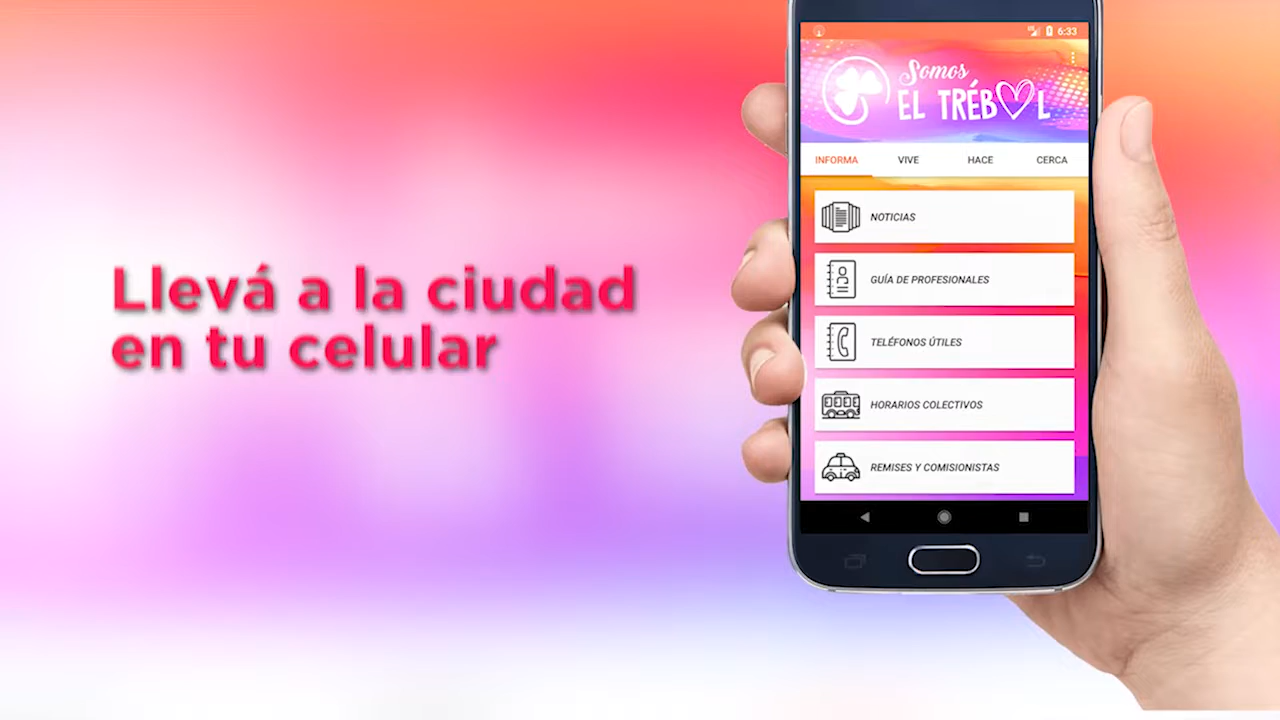 Llevá a la ciudad
en tu celular
6:33
Somos
EL TRÉBOL
INFORMA VIVE HACE CERCA
NOTICIAS
GUÍA DE PROFESIONALES
TELÉFONOS ÚTILES
HORARIOS COLECTIVOS
REMISES Y COMISIONISTAS